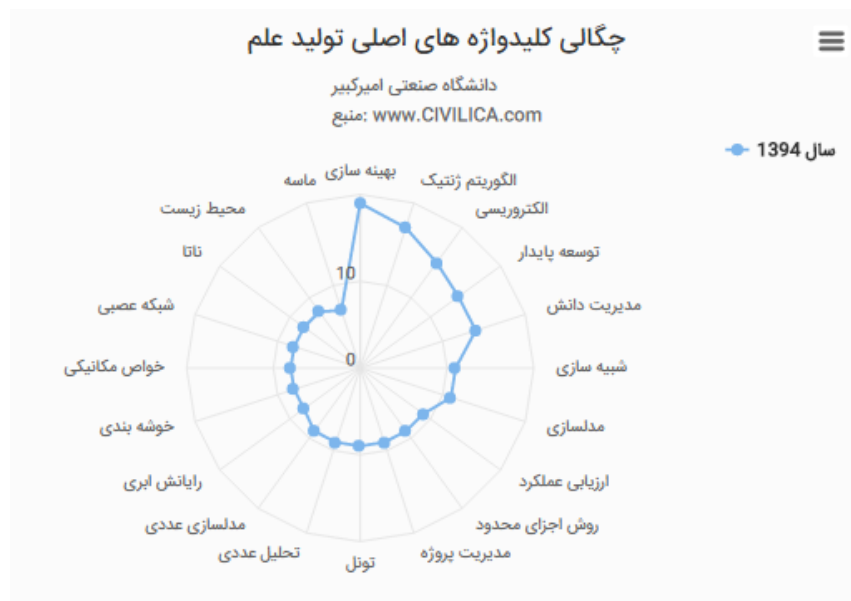 چگالی کلیدواژه های اصلی تولید علم
دانشگاه صنعتی امیرکبیر
منبع: www.CIVILICA.com
سال 1394
بهینه سازی
الگوریتم ژنتیک
الکتروریسی
توسعه پایدار
مدیریت دانش
شبیه سازی
مدلسازی
ارزیابی عملکرد
روش اجزای محدود
مدیریت پروژه
تونل
تحلیل عددی
مدلسازی عددی
رایانش ابری
خوشه بندی
خواص مکانیکی
شبکه عصبی
ناتا
محیط زیست
ماسه
10
0